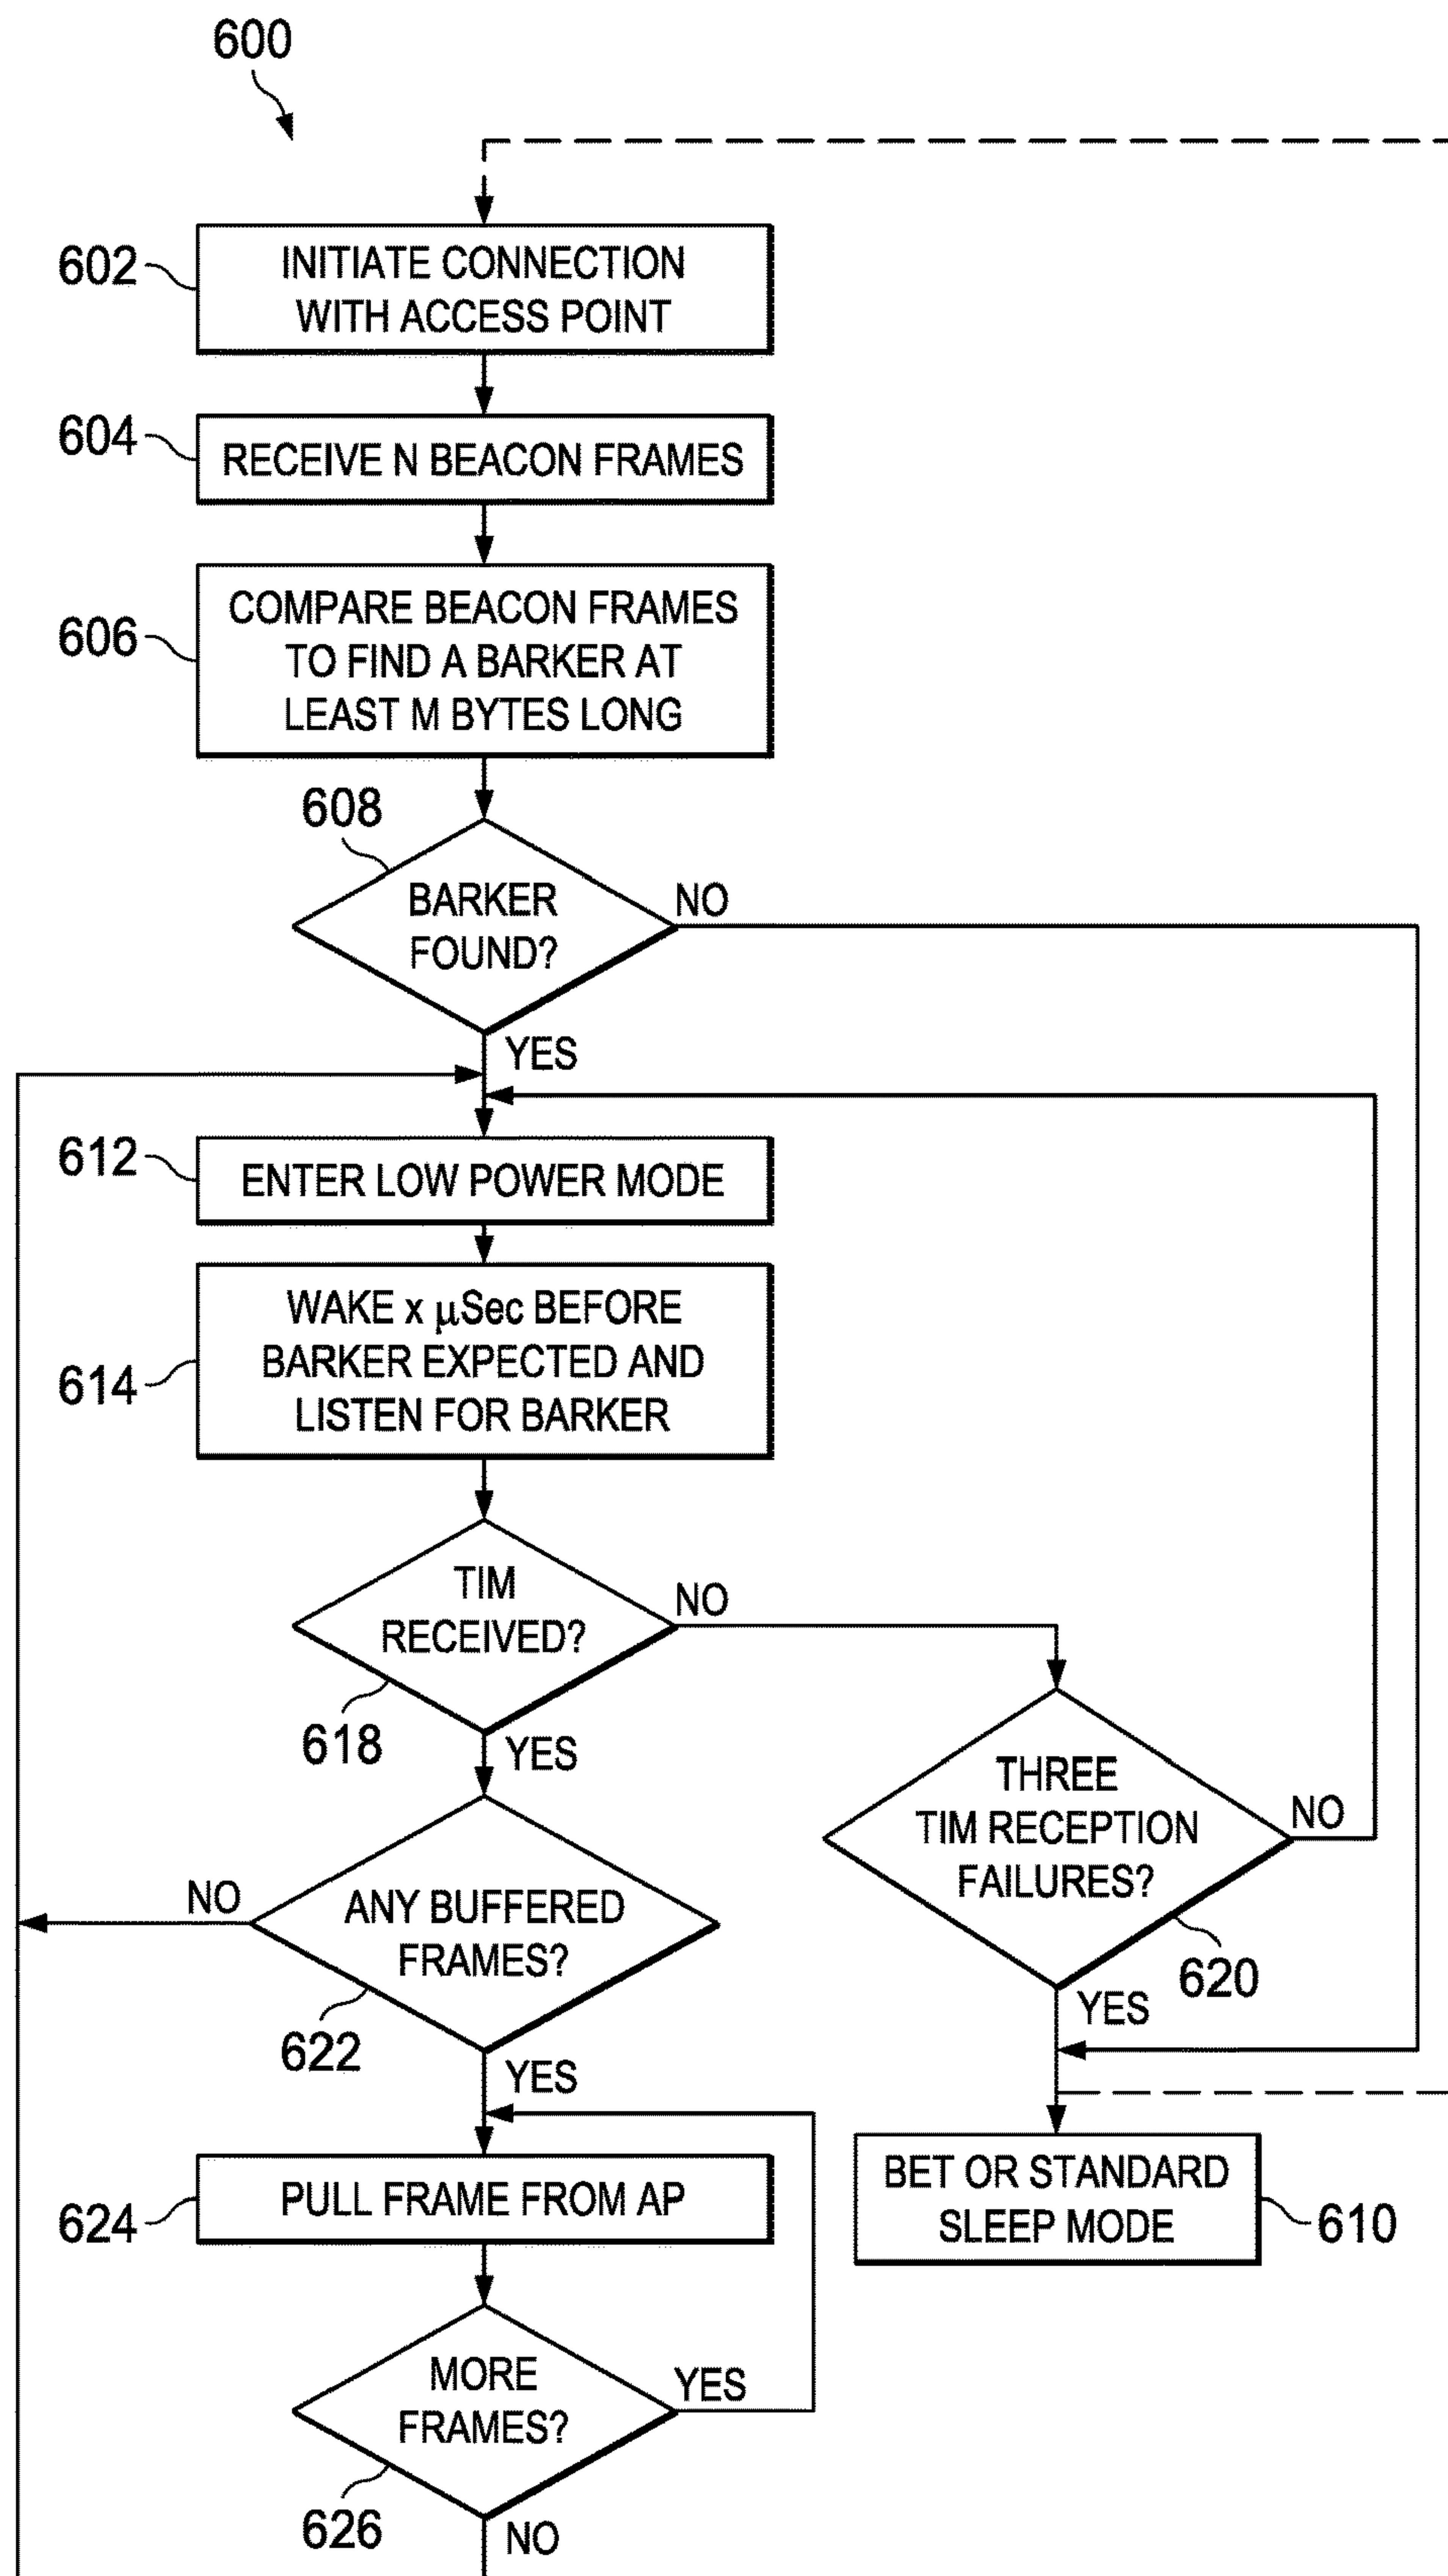 600
602
INITIATE CONNECTION
WITH ACCESS POINT
604
RECEIVE N BEACON FRAMES
606
COMPARE BEACON FRAMES
TO FIND A BARKER AT
LEAST M BYTES LONG
608
BARKER
FOUND?
NO
YES
612
ENTER LOW POWER MODE
614
WAKE x μSec BEFORE
BARKER EXPECTED AND
LISTEN FOR BARKER
TIM
RECEIVED?
NO
618
YES
THREE
TIM RECEPTION
FAILURES?
NO
620
YES
ANY BUFFERED
FRAMES?
NO
622
YES
624
PULL FRAME FROM AP
BET OR STANDARD
SLEEP MODE
610
MORE
FRAMES?
YES
626
NO